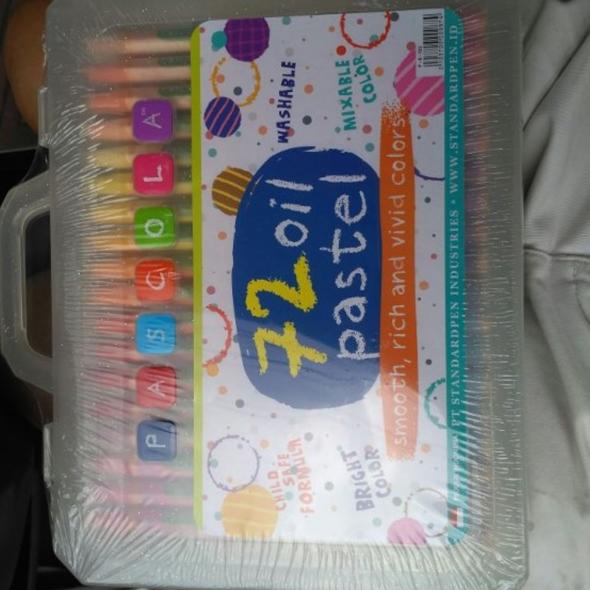 PASCOLA
WASHABLE
MIXABLE
COLOR
72 oil
pastel
smooth, rich and vivid colors
CHILD
SAFE
FORMULA
BRIGHT
COLOR
PT STANDARDPEN INDUSTRIES • WWW.STANDARDPEN.ID